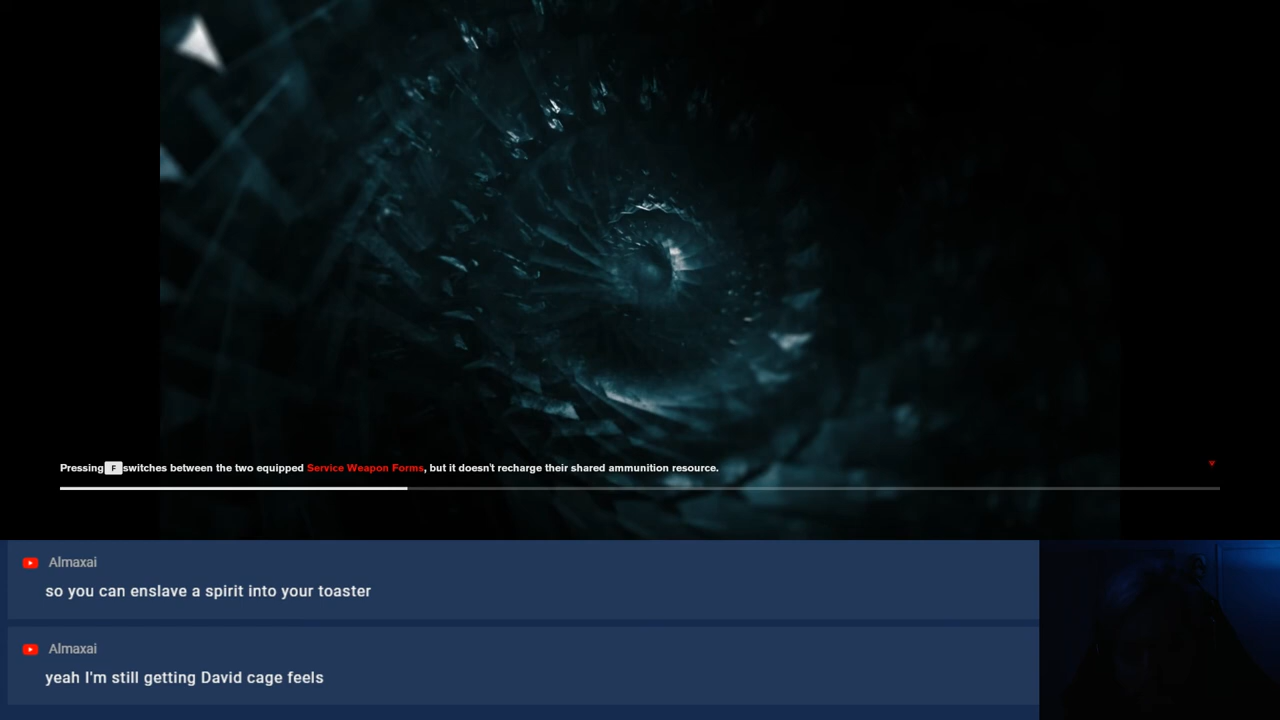 Pressing F switches between the two equipped Service Weapon Forms, but it doesn't recharge their shared ammunition resource.
Almaxai
so you can enslave a spirit into your toaster
Almaxai
yeah I'm still getting David cage feels